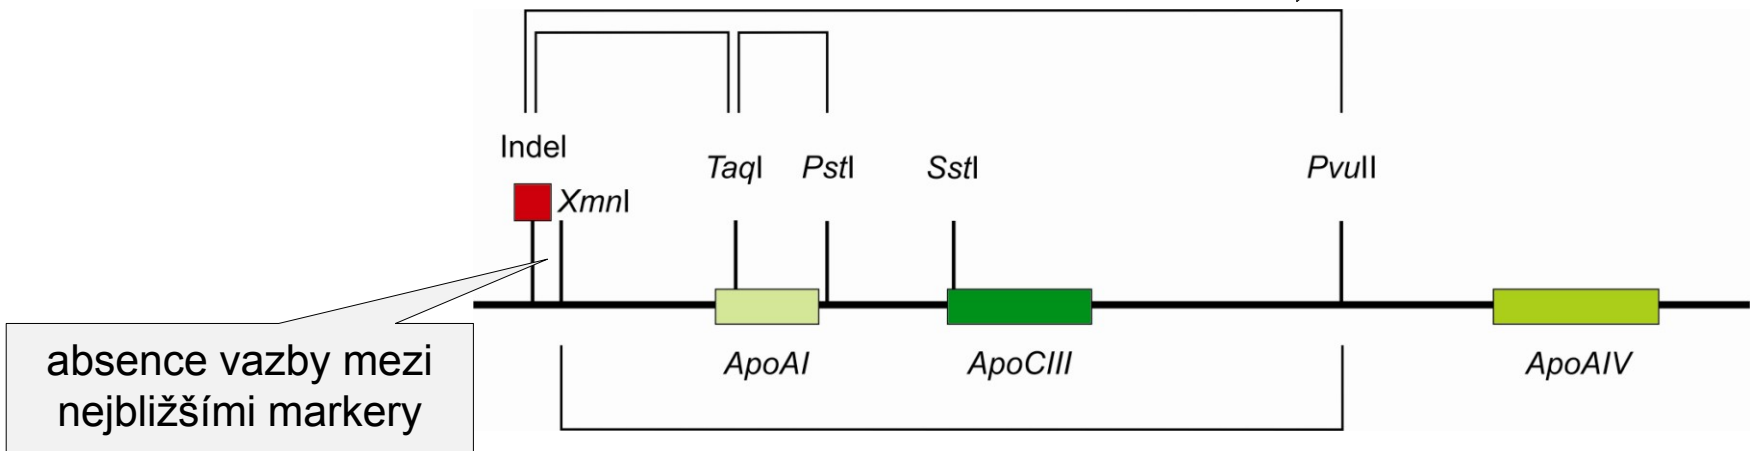 Indel
XmnI
TaqI
PstI
SstI
PvuII
absence vazby mezi
nejbližšími markery
ApoAI
ApoCIII
ApoAIV